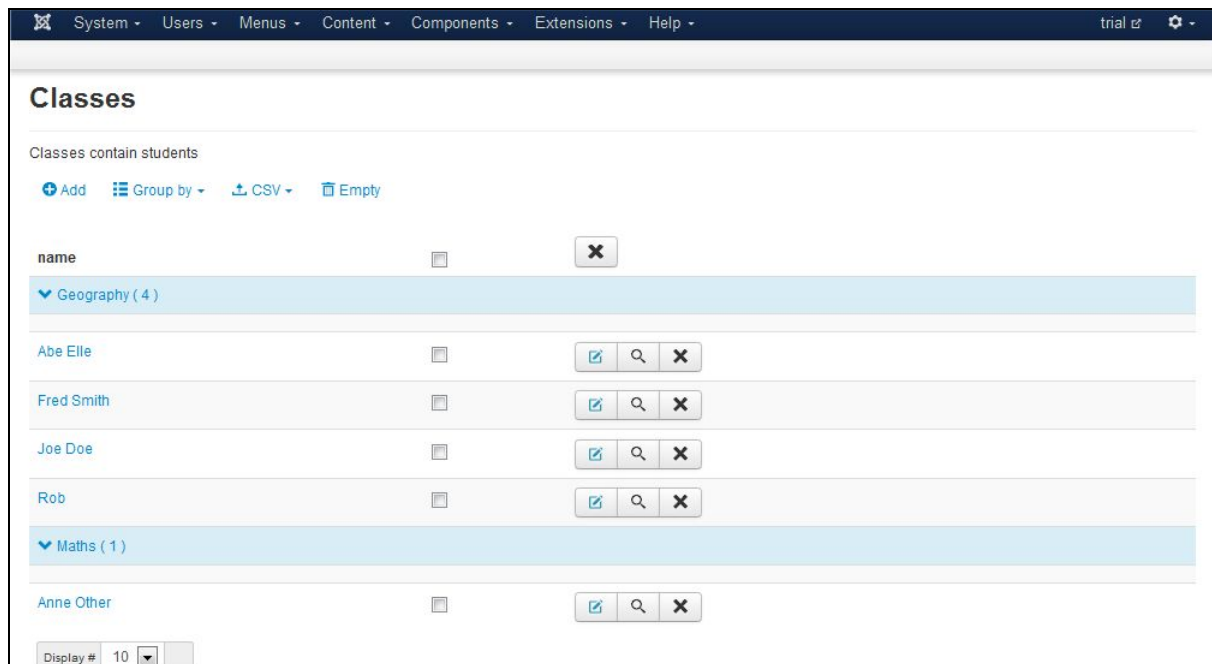 System Users Menus Content Components Extensions Help trial
Classes
Classes contain students
Add Group by CSV Empty
name
Geography ( 4 )
Abe Elle
Fred Smith
Joe Doe
Rob
Maths ( 1 )
Anne Other
Display # 10